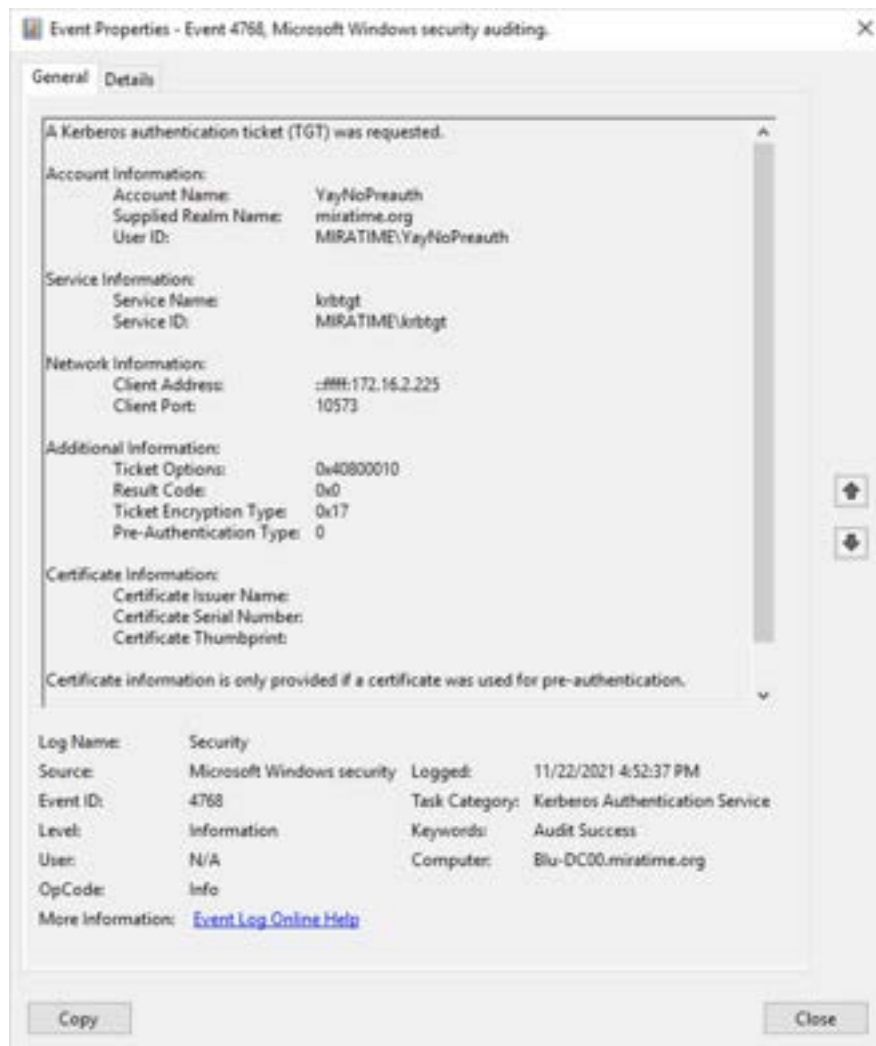 Event Properties - Event 4768, Microsoft Windows security auditing.
General Details
A Kerberos authentication ticket (TGT) was requested.
Account Information:
Account Name: YayNoPreauth
Supplied Realm Name: miratime.org
User ID: MIRATIME\YayNoPreauth
Service Information:
Service Name: krbtgt
Service ID: MIRATIME\krbtgt
Network Information:
Client Address: ::ffff:172.16.2.225
Client Port: 10573
Additional Information:
Ticket Options: 0x40800010
Result Code: 0x0
Ticket Encryption Type: 0x17
Pre-Authentication Type: 0
Certificate Information:
Certificate Issuer Name:
Certificate Serial Number:
Certificate Thumbprint:
Certificate information is only provided if a certificate was used for pre-authentication.
Log Name: Security
Source: Microsoft Windows security Logged: 11/22/2021 4:52:37 PM
Event ID: 4768 Task Category: Kerberos Authentication Service
Level: Information Keywords: Audit Success
User: N/A Computer: Blu-DC00.miratime.org
OpCode: Info
More Information: Event Log Online Help
Copy Close